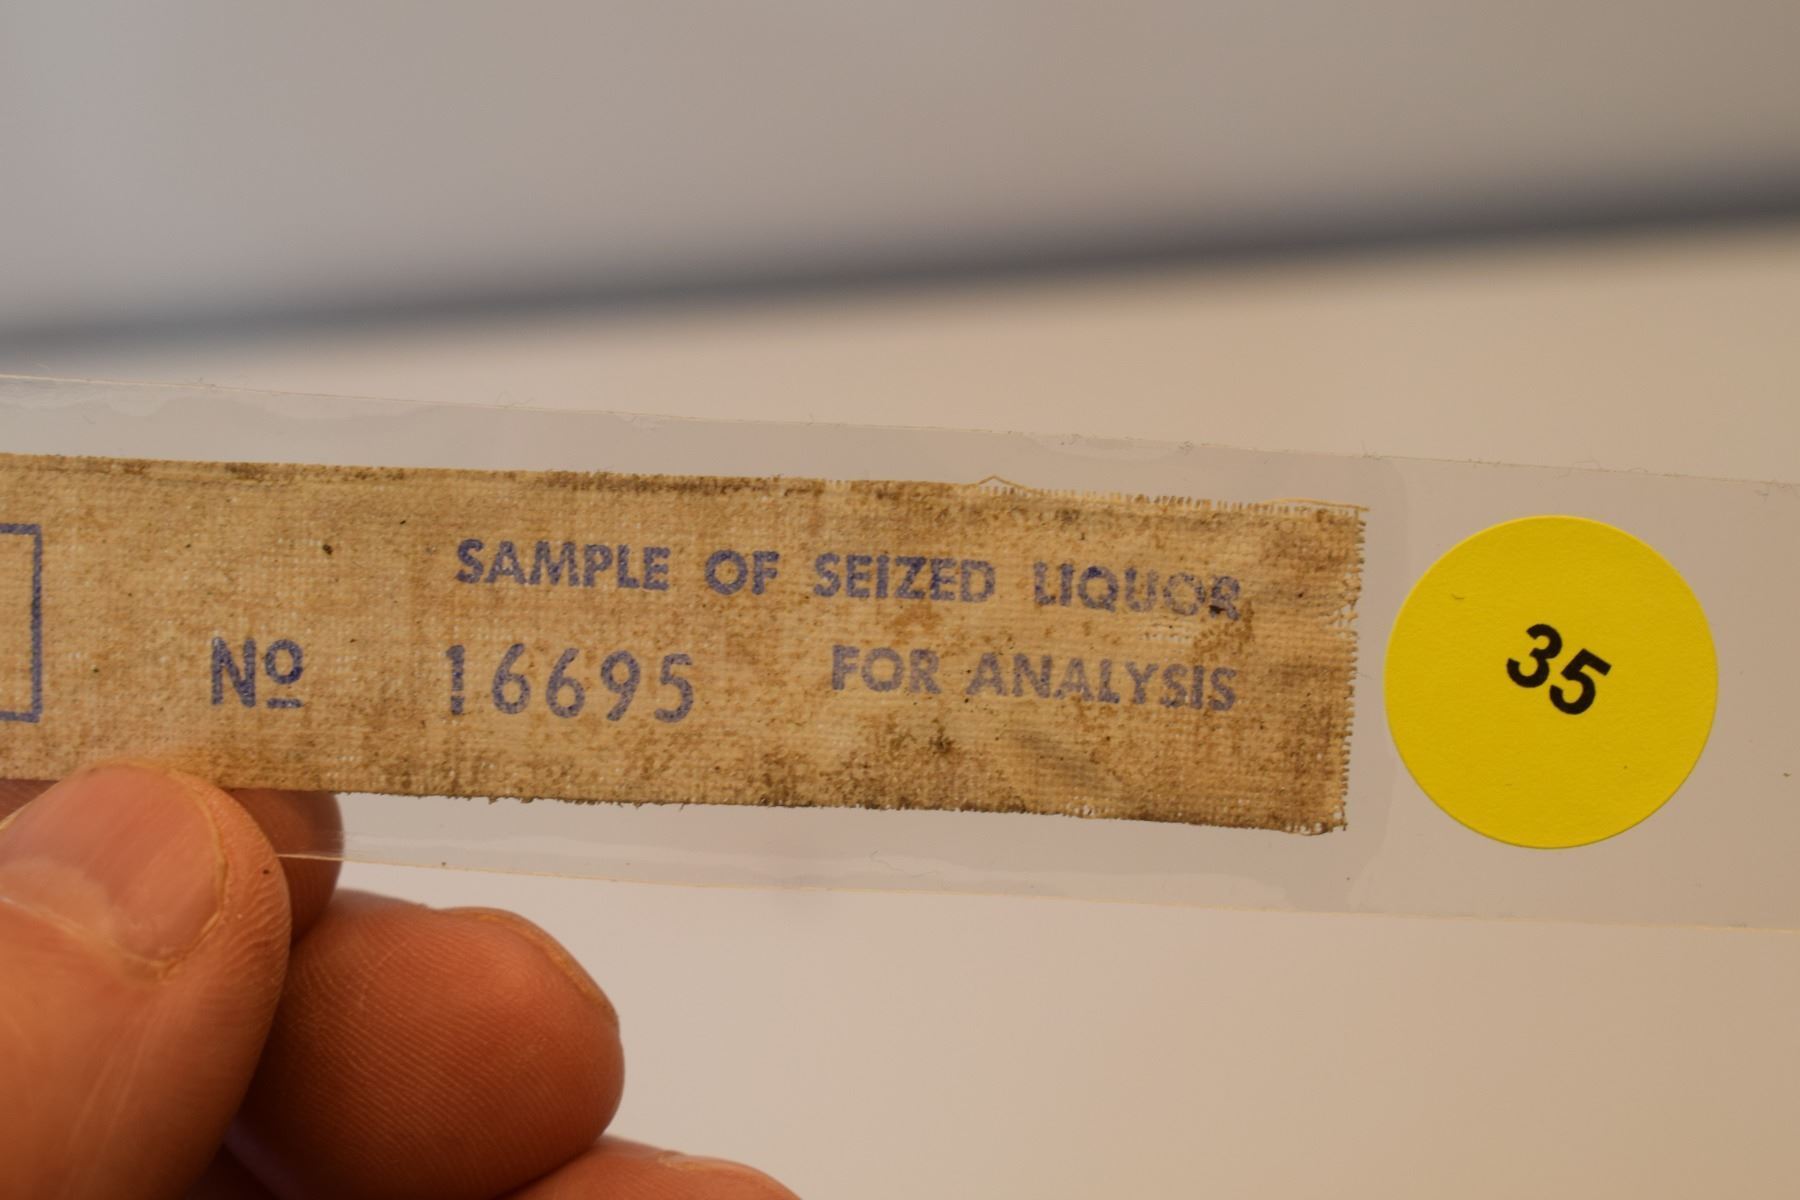 SAMPLE OF SEIZED LIQUOR
Nº 16695 FOR ANALYSIS
35